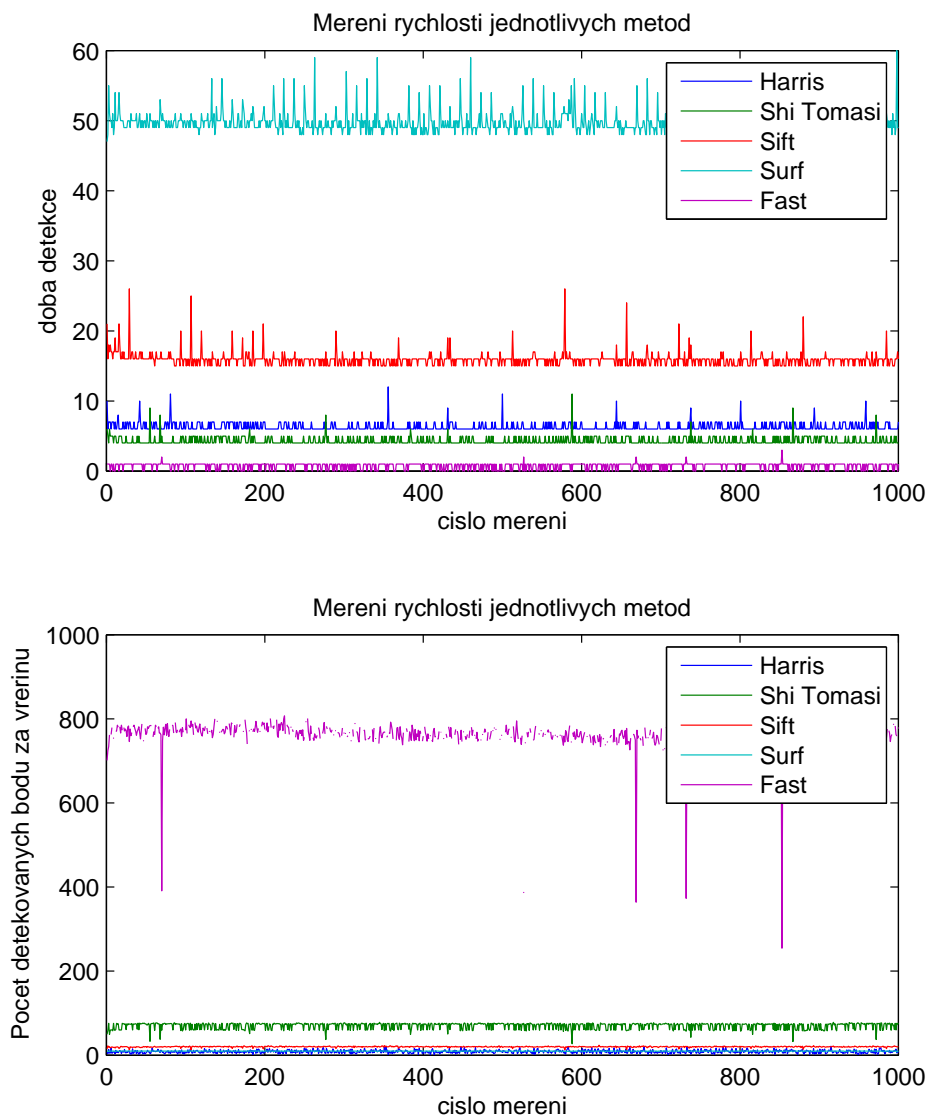 Mereni rychlosti jednotlivych metod
60
50
40
30
20
10
0
doba detekce
Harris
Shi Tomasi
Sift
Surf
Fast
0 200 400 600 800 1000
cislo mereni
Mereni rychlosti jednotlivych metod
1000
800
600
400
200
0
Pocet detekovanych bodu za vrerinu
Harris
Shi Tomasi
Sift
Surf
Fast
0 200 400 600 800 1000
cislo mereni